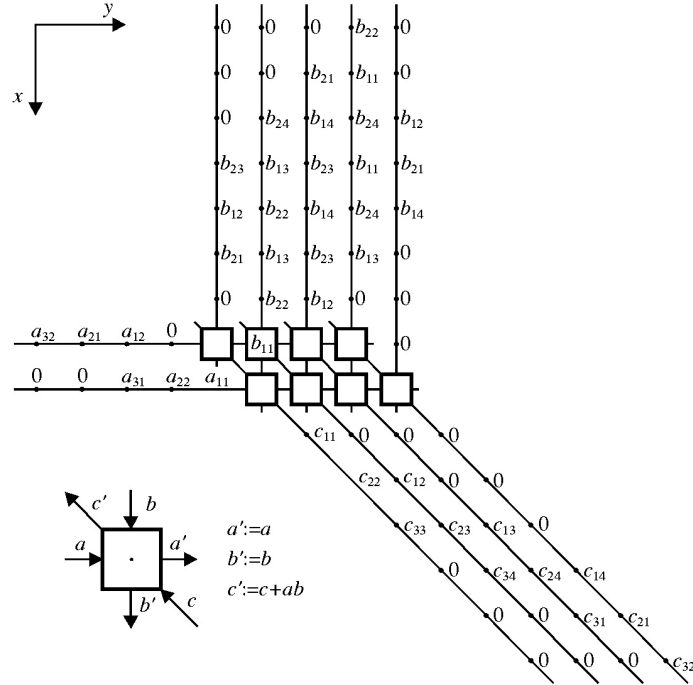 y
0 0 0 b₂₂ 0
x
0 0 b₂₁ b₁₁ 0
0 b₂₄ b₁₄ b₂₄ b₁₂
b₂₃ b₁₃ b₂₃ b₁₁ b₂₁
b₁₂ b₂₂ b₁₄ b₂₄ b₁₄
b₂₁ b₁₃ b₂₃ b₁₃ 0
0 b₂₂ b₁₂ 0 0
a₃₂ a₂₁ a₁₂ 0 b₁₁ 0
0 0 a₃₁ a₂₂ a₁₁
c₁₁ 0 0 0
c₂₂ c₁₂ 0 0
c₃₃ c₂₃ c₁₃ 0
0 c₃₄ c₂₄ c₁₄
0 0 c₃₁ c₂₁
0 0 0 c₃₂
c′ b
a a′
b′ c
a′:=a
b′:=b
c′:=c+ab